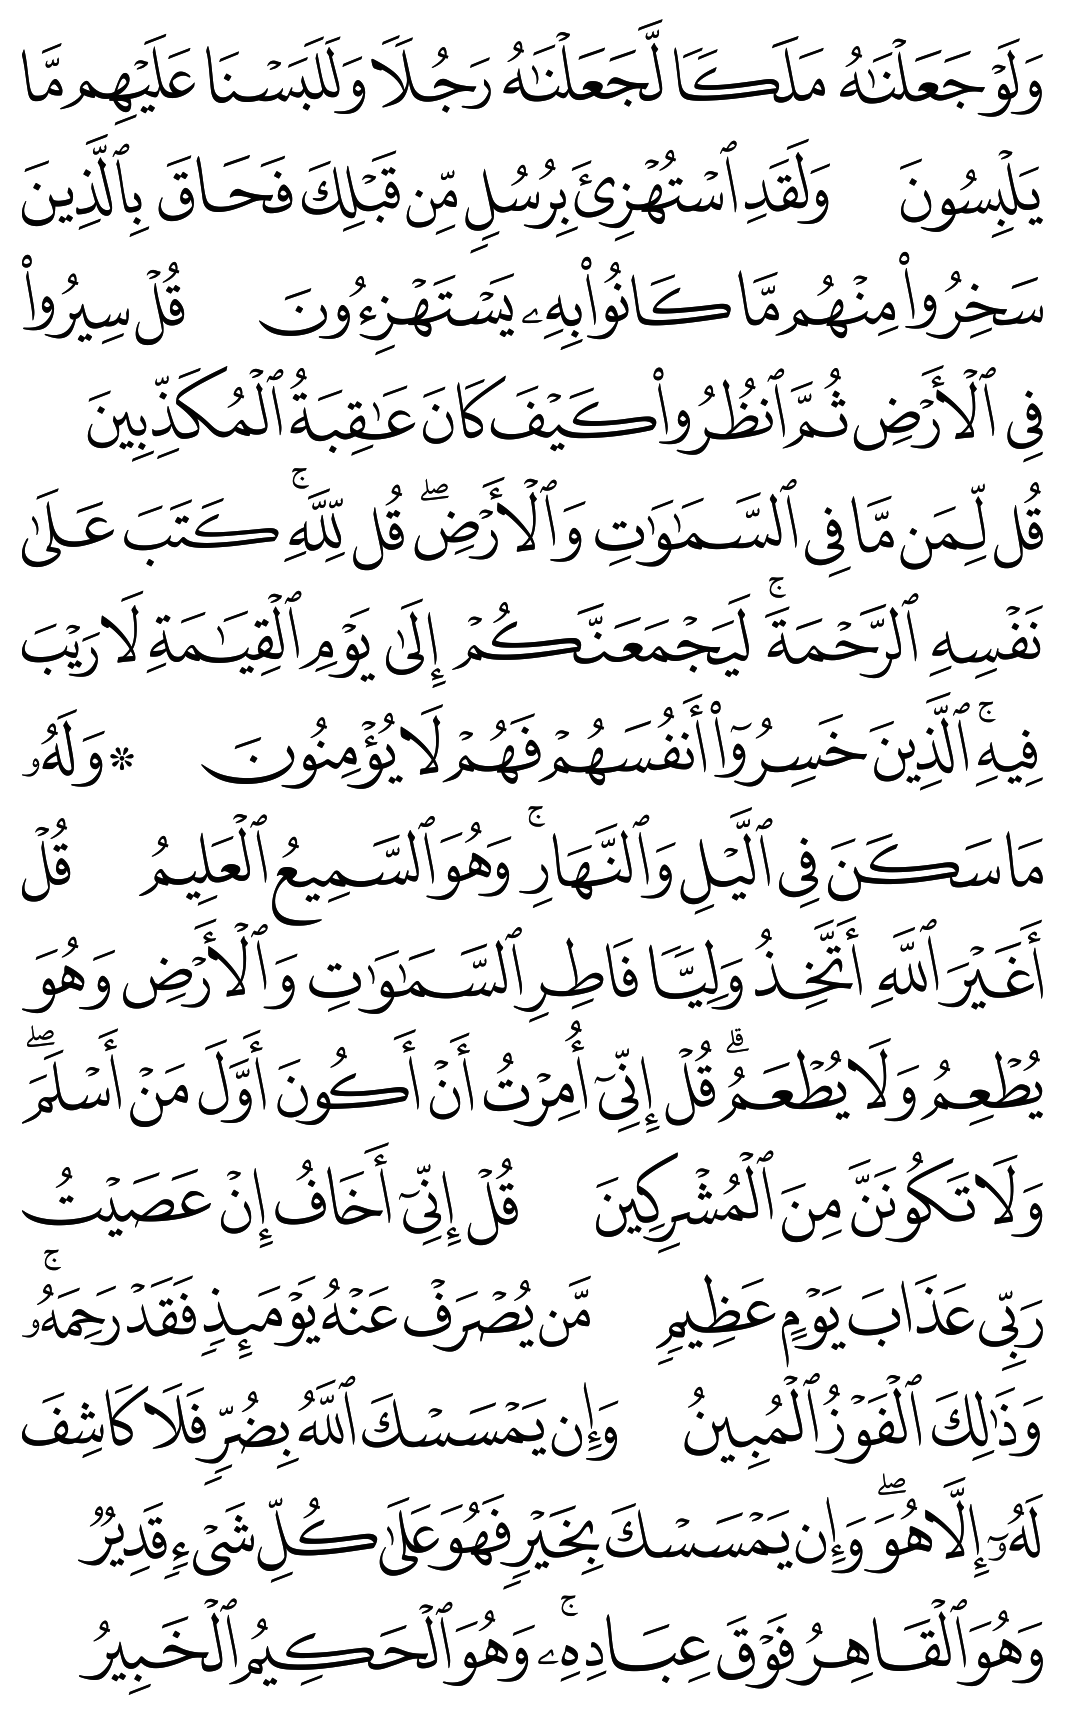 وَلَوۡ جَعَلۡنَٰهُ مَلَكٗا لَّجَعَلۡنَٰهُ رَجُلٗا وَلَلَبَسۡنَا عَلَيۡهِم مَّا
يَلۡبِسُونَ وَلَقَدِ ٱسۡتُهۡزِئَ بِرُسُلٖ مِّن قَبۡلِكَ فَحَاقَ بِٱلَّذِينَ
سَخِرُواْ مِنۡهُم مَّا كَانُواْ بِهِۦ يَسۡتَهۡزِءُونَ قُلۡ سِيرُواْ
فِي ٱلۡأَرۡضِ ثُمَّ ٱنظُرُواْ كَيۡفَ كَانَ عَٰقِبَةُ ٱلۡمُكَذِّبِينَ
قُل لِّمَن مَّا فِي ٱلسَّمَٰوَٰتِ وَٱلۡأَرۡضِۖ قُل لِّلَّهِۚ كَتَبَ عَلَىٰ
نَفۡسِهِ ٱلرَّحۡمَةَۚ لَيَجۡمَعَنَّكُمۡ إِلَىٰ يَوۡمِ ٱلۡقِيَٰمَةِ لَا رَيۡبَ
فِيهِۚ ٱلَّذِينَ خَسِرُوٓاْ أَنفُسَهُمۡ فَهُمۡ لَا يُؤۡمِنُونَ ۞ وَلَهُۥ
مَا سَكَنَ فِي ٱلَّيۡلِ وَٱلنَّهَارِۚ وَهُوَ ٱلسَّمِيعُ ٱلۡعَلِيمُ قُلۡ
أَغَيۡرَ ٱللَّهِ أَتَّخِذُ وَلِيّٗا فَاطِرِ ٱلسَّمَٰوَٰتِ وَٱلۡأَرۡضِ وَهُوَ
يُطۡعِمُ وَلَا يُطۡعَمُۗ قُلۡ إِنِّيٓ أُمِرۡتُ أَنۡ أَكُونَ أَوَّلَ مَنۡ أَسۡلَمَۖ
وَلَا تَكُونَنَّ مِنَ ٱلۡمُشۡرِكِينَ قُلۡ إِنِّيٓ أَخَافُ إِنۡ عَصَيۡتُ
رَبِّي عَذَابَ يَوۡمٍ عَظِيمٖ مَّن يُصۡرَفۡ عَنۡهُ يَوۡمَئِذٖ فَقَدۡ رَحِمَهُۥۚ
وَذَٰلِكَ ٱلۡفَوۡزُ ٱلۡمُبِينُ وَإِن يَمۡسَسۡكَ ٱللَّهُ بِضُرّٖ فَلَا كَاشِفَ
لَهُۥٓ إِلَّا هُوَۖ وَإِن يَمۡسَسۡكَ بِخَيۡرٖ فَهُوَ عَلَىٰ كُلِّ شَيۡءٖ قَدِيرٞ
وَهُوَ ٱلۡقَاهِرُ فَوۡقَ عِبَادِهِۦۚ وَهُوَ ٱلۡحَكِيمُ ٱلۡخَبِيرُ